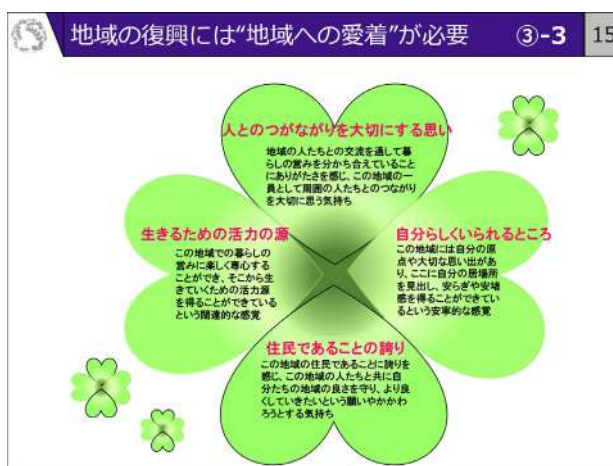 地域の復興には“地域への愛着”が必要 ③-3 15
人とのつがながりを大切にする思い
地域の人たちとの交流を通して暮
らしの営みを分かち合えていること
にありがたさを感じ、この地域の一
員として周囲の人たちとのつながり
を大切に思う気持ち
生きるための活力の源
この地域での暮らしの
営みに楽しく専心する
ことができ、そこから生
きていくための活力源
を得ることができている
という闊達的な感覚
自分らしくいられるところ
この地域には自分の原
点や大切な思い出があ
り、ここに自分の居場所
を見出し、安らぎや安堵
感を得ることができてい
るという安寧的な感覚
住民であることの誇り
この地域の住民であることに誇りを
感じ、この地域の人たちと共に自
分たちの地域の良さを守り、より良
くしていきたいという願いやかかわ
ろうとする気持ち